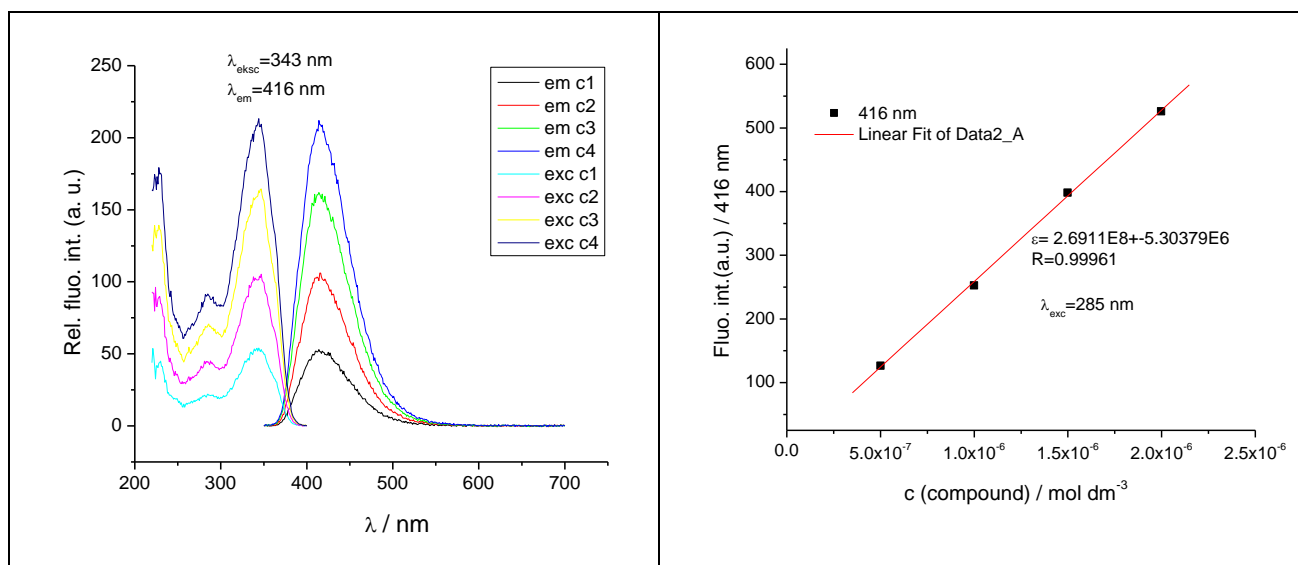 λeksc=343 nm
λem=416 nm
250
200
150
100
50
0
200 300 400 500 600 700
Rel. fluo. int. (a. u.)
λ / nm
em c1
em c2
em c3
em c4
exc c1
exc c2
exc c3
exc c4
600
500
400
300
200
100
0.0 5.0x10⁻⁷ 1.0x10⁻⁶ 1.5x10⁻⁶ 2.0x10⁻⁶ 2.5x10⁻⁶
Fluo. int.(a.u.) / 416 nm
c (compound) / mol dm⁻³
416 nm
Linear Fit of Data2_A
ε= 2.6911E8+-5.30379E6
R=0.99961
λexc=285 nm